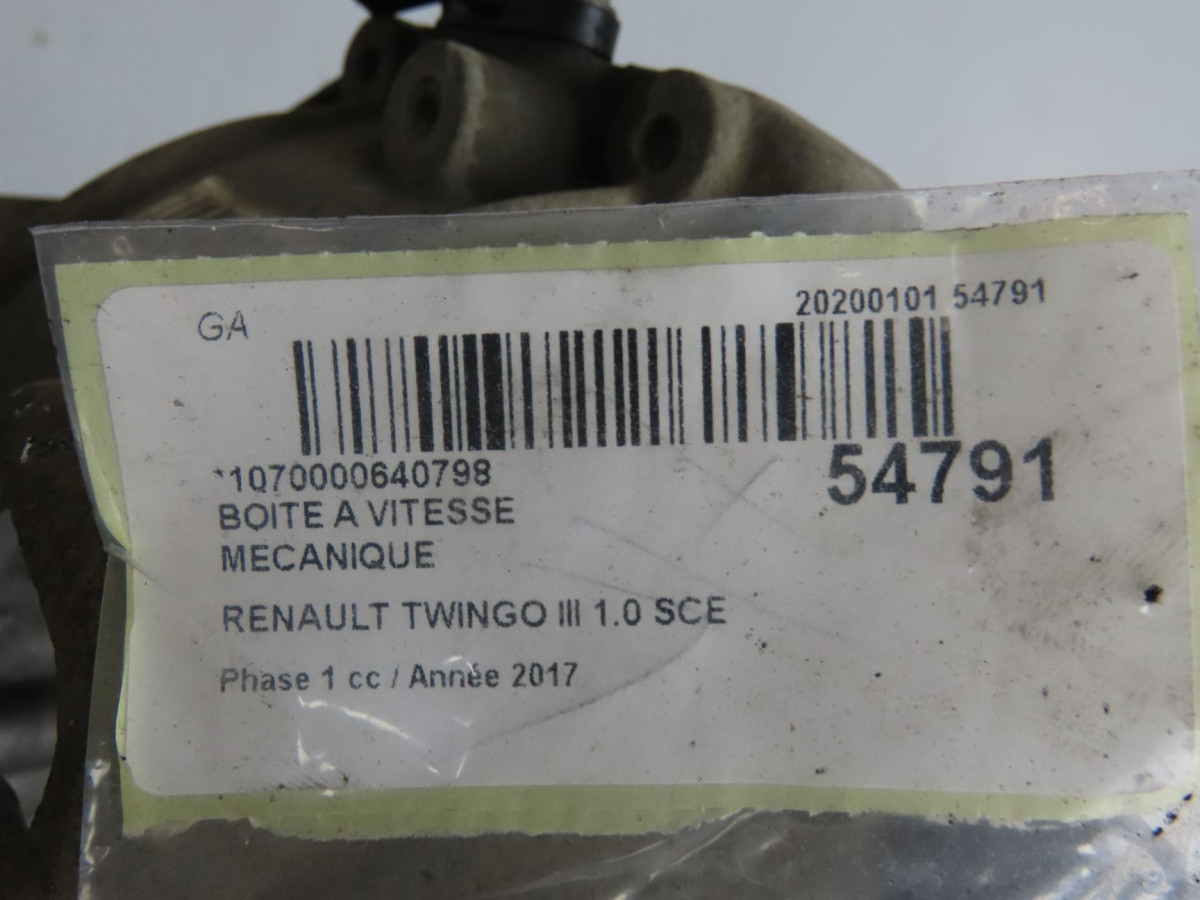 GA
20200101 54791
*1070000640798
54791
BOITE A VITESSE
MECANIQUE
RENAULT TWINGO III 1.0 SCE
Phase 1 cc / Année 2017